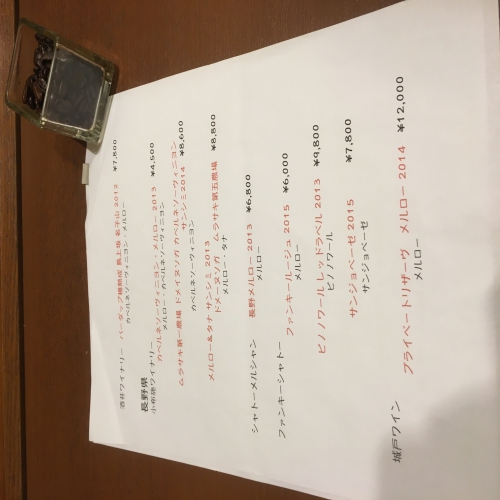 酒井ワイナリー バーダップ樽熟成 鳥上坂 名子山 2012 ¥7,800
カベルネソーヴィニヨン・メルロー
長野県
小布施ワイナリー
カベルネソーヴィニヨン・メルロー 2013 ¥4,500
メルロー・カベルネソーヴィニヨン
ムラサキ第一農場 ドメイヌソガ カベルネソーヴィニヨン
サンシミ2014 ¥8,600
カベルネソーヴィニヨン
メルロー&タナ サンシミ 2013
ドメーヌソガ ムラサキ第五農場 ¥8,800
メルロー・タナ
シャトーメルシャン 長野メルロー 2013 ¥6,800
メルロー
ファンキーシャトー
ファンキールージュ 2015 ¥6,000
メルロー
ピノノワール レッドラベル 2013 ¥9,800
ピノノワール
サンジョベーゼ 2015 ¥7,800
サンジョベーゼ
城戸ワイン
プライベートリザーヴ メルロー 2014 ¥12,000
メルロー